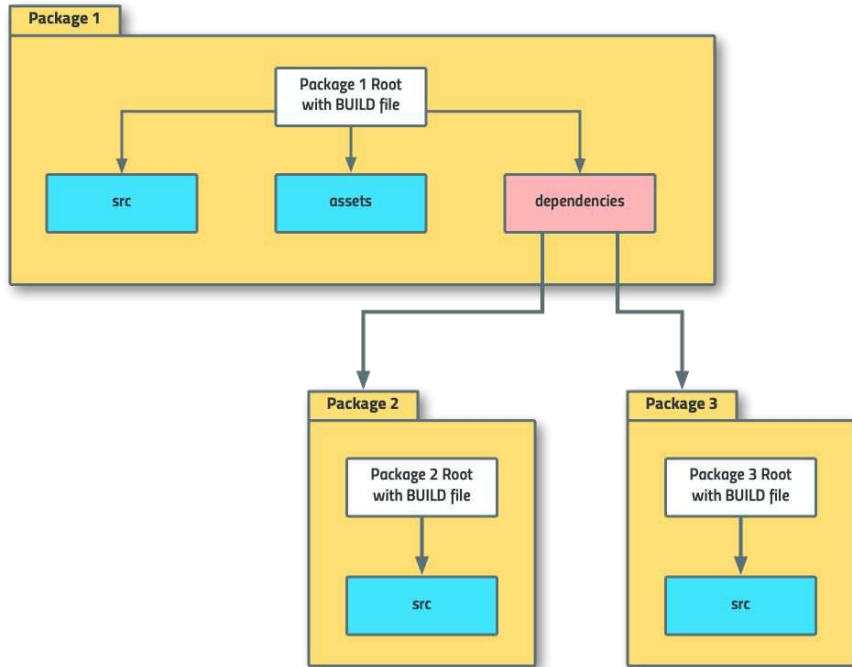 Package 1
Package 1 Root
with BUILD file
src
assets
dependencies
Package 2
Package 3
Package 2 Root
with BUILD file
Package 3 Root
with BUILD file
src
src